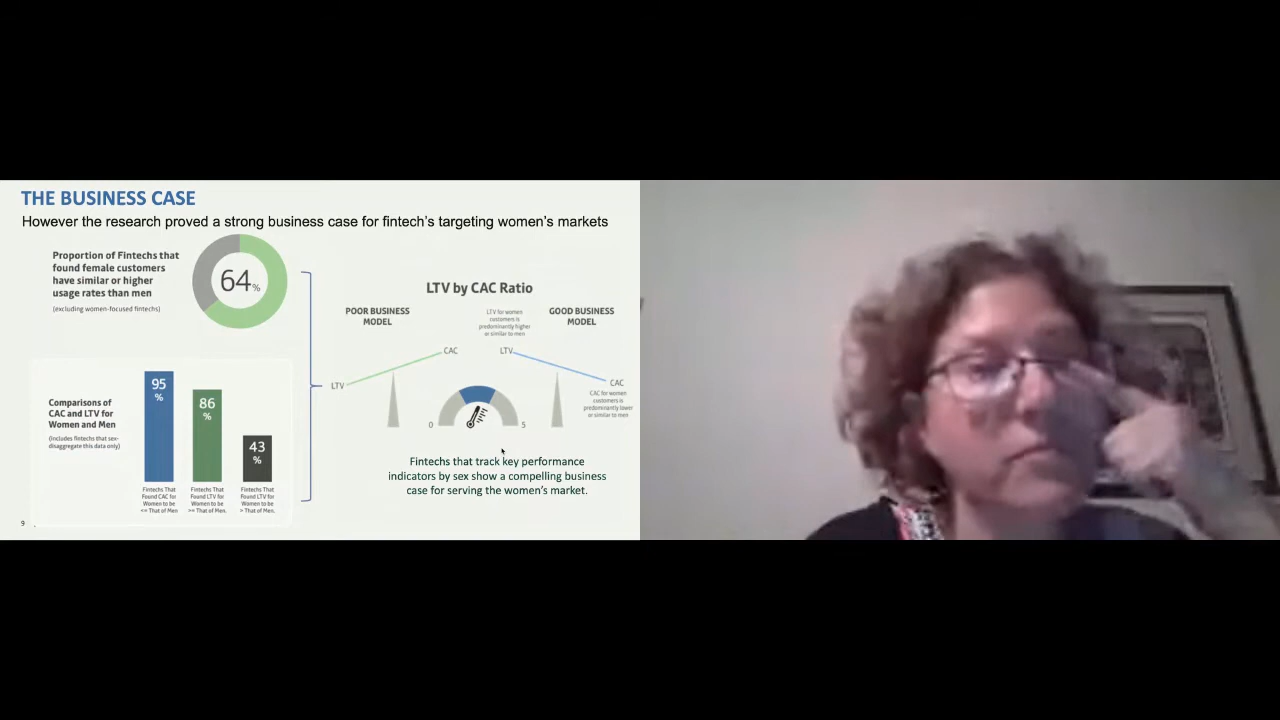 THE BUSINESS CASE
However the research proved a strong business case for fintech's targeting women's markets
Proportion of Fintechs that
found female customers
have similar or higher
usage rates than men
(excluding women-focused fintechs)
64%
LTV by CAC Ratio
POOR BUSINESS
MODEL
LTV for women
customers is
predominantly higher
or similar to men
GOOD BUSINESS
MODEL
LTV
CAC
LTV
CAC
CAC for women
customers is
predominantly lower
or similar to men
0
5
Comparisons of
CAC and LTV for
Women and Men
(includes fintechs that sex-
disaggregate this data only)
95
%
86
%
43
%
Fintechs That
Found CAC for
Women to be
<= That of Men
Fintechs That
Found LTV for
Women to be
>= That of Men.
Fintechs That
Found LTV for
Women to be
> That of Men.
Fintechs that track key performance
indicators by sex show a compelling business
case for serving the women's market.
9